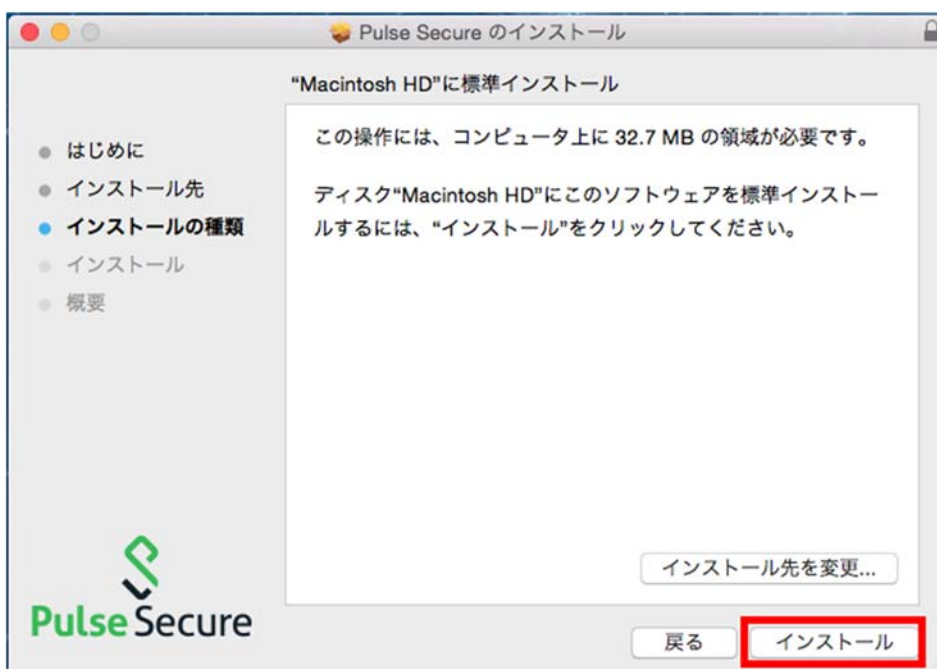 Pulse Secure のインストール
“Macintosh HD”に標準インストール
はじめに
インストール先
インストールの種類
インストール
概要
この操作には、コンピュータ上に 32.7 MB の領域が必要です。
ディスク“Macintosh HD”にこのソフトウェアを標準インストー
ルするには、“インストール”をクリックしてください。
インストール先を変更...
Pulse Secure
戻る
インストール